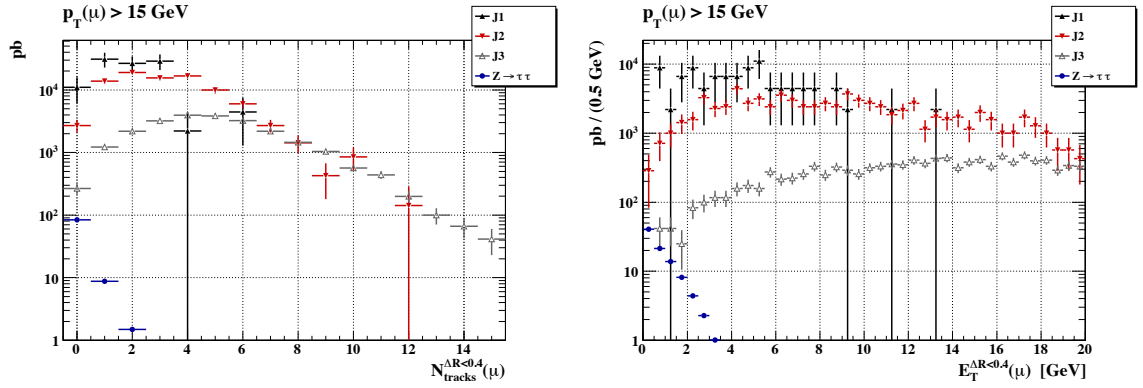 p_T(μ) > 15 GeV
J1
J2
J3
Z → τ τ
pb
10^4
10^3
10^2
10
1
0 2 4 6 8 10 12 14
N_tracks^ΔR<0.4(μ)
p_T(μ) > 15 GeV
J1
J2
J3
Z → τ τ
pb / (0.5 GeV)
10^4
10^3
10^2
10
1
0 2 4 6 8 10 12 14 16 18 20
E_T^ΔR<0.4(μ) [GeV]